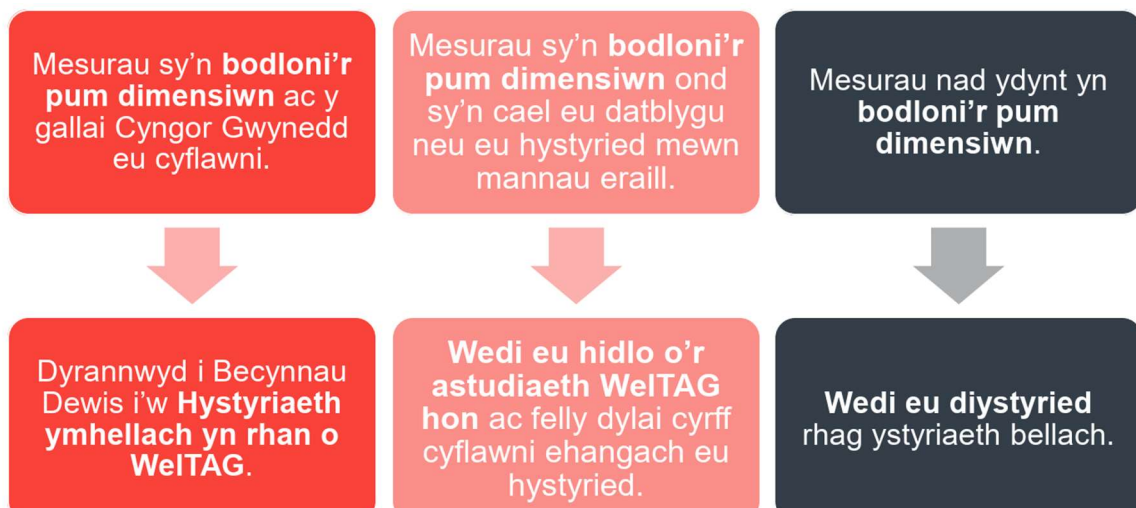 Mesurau sy'n bodloni'r
pum dimensiwn ac y
gallai Cyngor Gwynedd
eu cyflawni.
Mesurau sy'n bodloni'r
pum dimensiwn ond
sy'n cael eu datblygu
neu eu hystyried mewn
mannau eraill.
Mesurau nad ydynt yn
bodloni'r pum
dimensiwn.
Dyrannwyd i Becynnau
Dewis i'w Hystyriaeth
ymhellach yn rhan o
WelTAG.
Wedi eu hidlo o'r
astudiaeth WelTAG
hon ac felly dylai cyrff
cyflawni ehangach eu
hystyried.
Wedi eu diystyried
rhag ystyriaeth bellach.